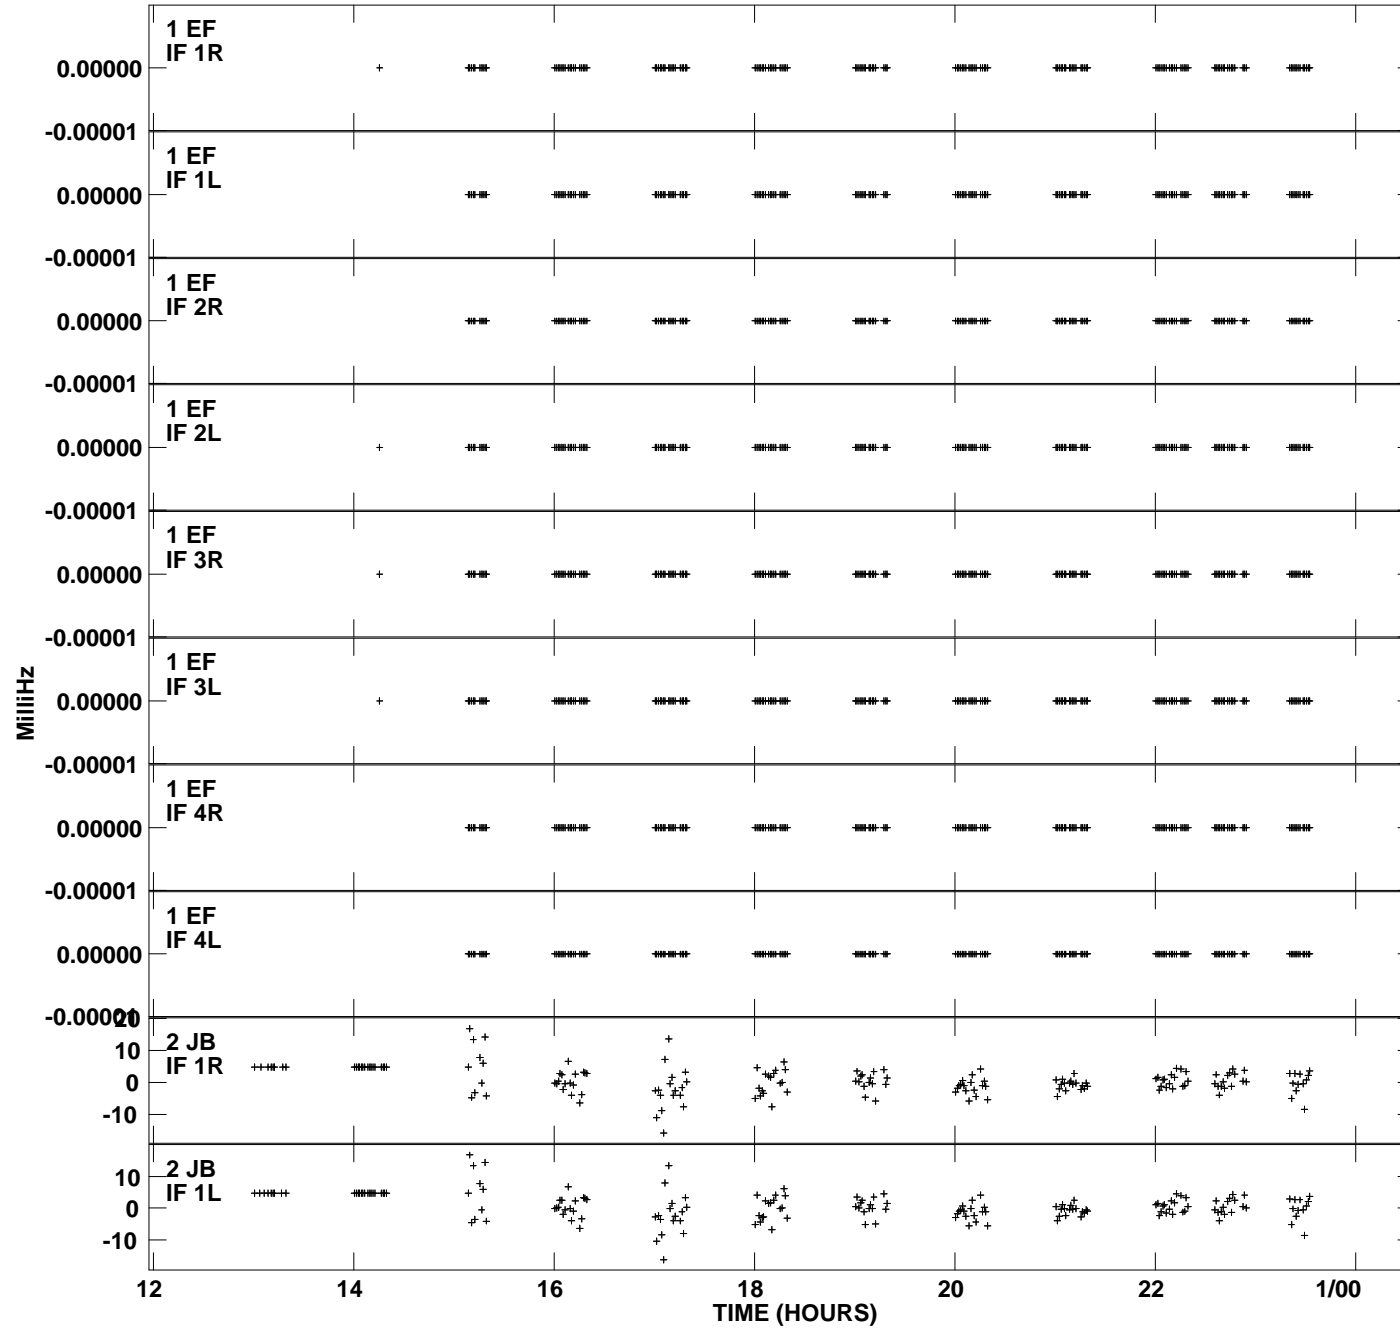 1 EF
IF 1R
0.00000
-0.00001
1 EF
IF 1L
0.00000
-0.00001
1 EF
IF 2R
0.00000
-0.00001
1 EF
IF 2L
0.00000
-0.00001
1 EF
IF 3R
0.00000
-0.00001
1 EF
IF 3L
0.00000
-0.00001
1 EF
IF 4R
0.00000
-0.00001
1 EF
IF 4L
0.00000
-0.00001
20
2 JB
IF 1R
10
0
-10
2 JB
IF 1L
10
0
-10
MilliHz
12 14 16 18 20 22 1/00
TIME (HOURS)